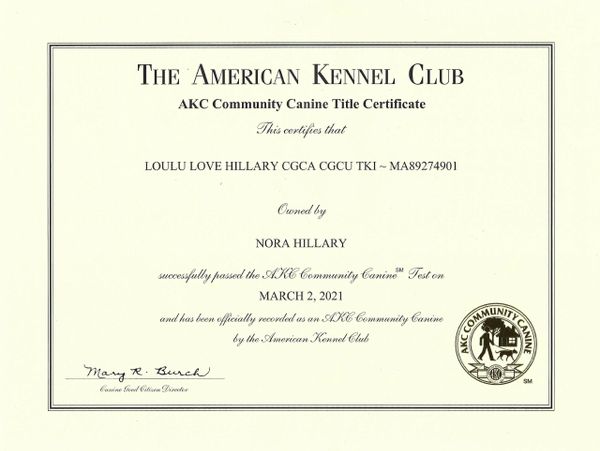 THE AMERICAN KENNEL CLUB
AKC Community Canine Title Certificate
This certifies that
LOULU LOVE HILLARY CGCA CGCU TKI ~ MA89274901
Owned by
NORA HILLARY
successfully passed the AKC Community Canine℠ Test on
MARCH 2, 2021
and has been officially recorded as an AKC Community Canine
by the American Kennel Club
Mary R. Burch
Canine Good Citizen Director
AKC COMMUNITY CANINE
AKC
SM